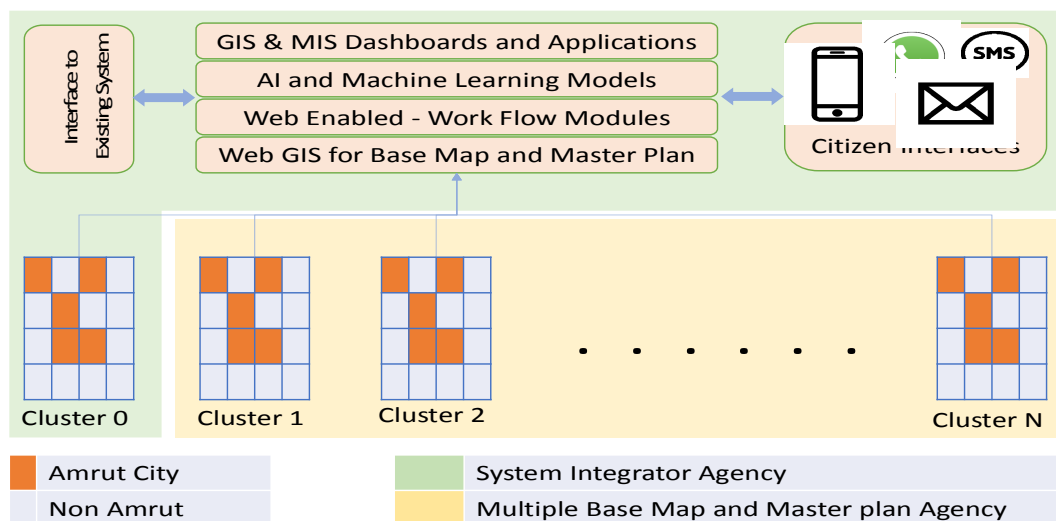 Interface to
Existing System
GIS & MIS Dashboards and Applications
AI and Machine Learning Models
Web Enabled - Work Flow Modules
Web GIS for Base Map and Master Plan
SMS
Citizen Interfaces
Cluster 0
Cluster 1
Cluster 2
. . . . . .
Cluster N
Amrut City
Non Amrut
System Integrator Agency
Multiple Base Map and Master plan Agency